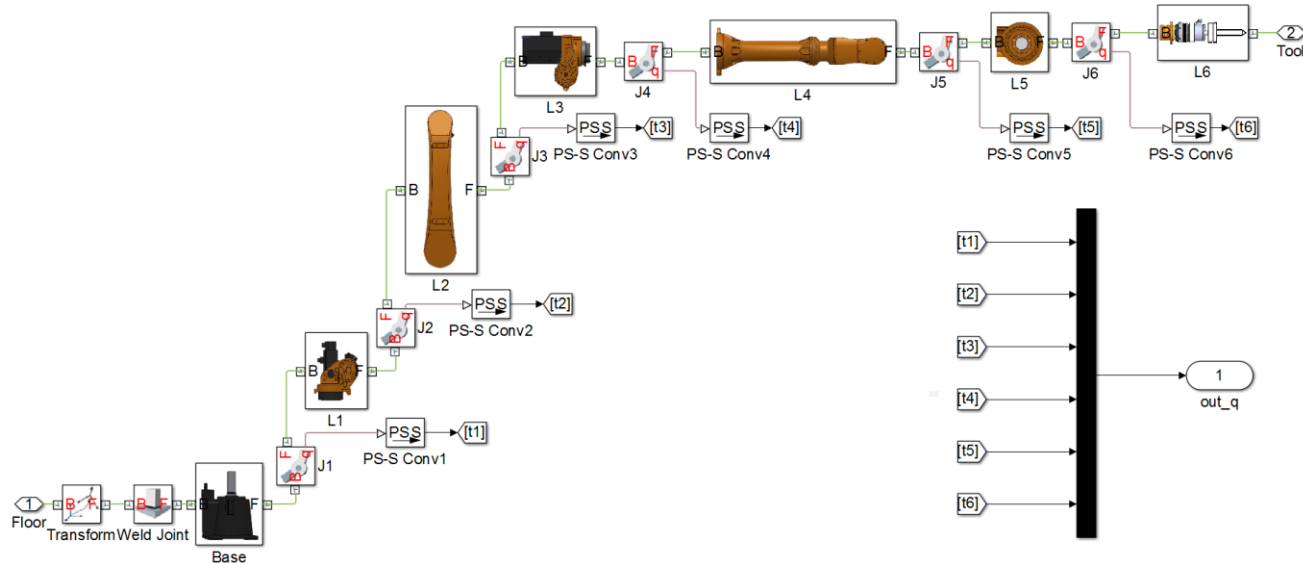 B F
L3
B F q
J4
B F
L4
B F q
J5
B F
L5
B F q
J6
B
L6
2
Tool
F q B
J3
PSS
PS-S Conv3
[t3]
PSS
PS-S Conv4
[t4]
PSS
PS-S Conv5
[t5]
PSS
PS-S Conv6
[t6]
B F
L2
F q B
J2
PSS
PS-S Conv2
[t2]
B F
L1
F q B
J1
PSS
PS-S Conv1
[t1]
1
Floor
B F
Transform
B F
Weld Joint
B F
Base
[t1]
[t2]
[t3]
[t4]
[t5]
[t6]
1
out_q